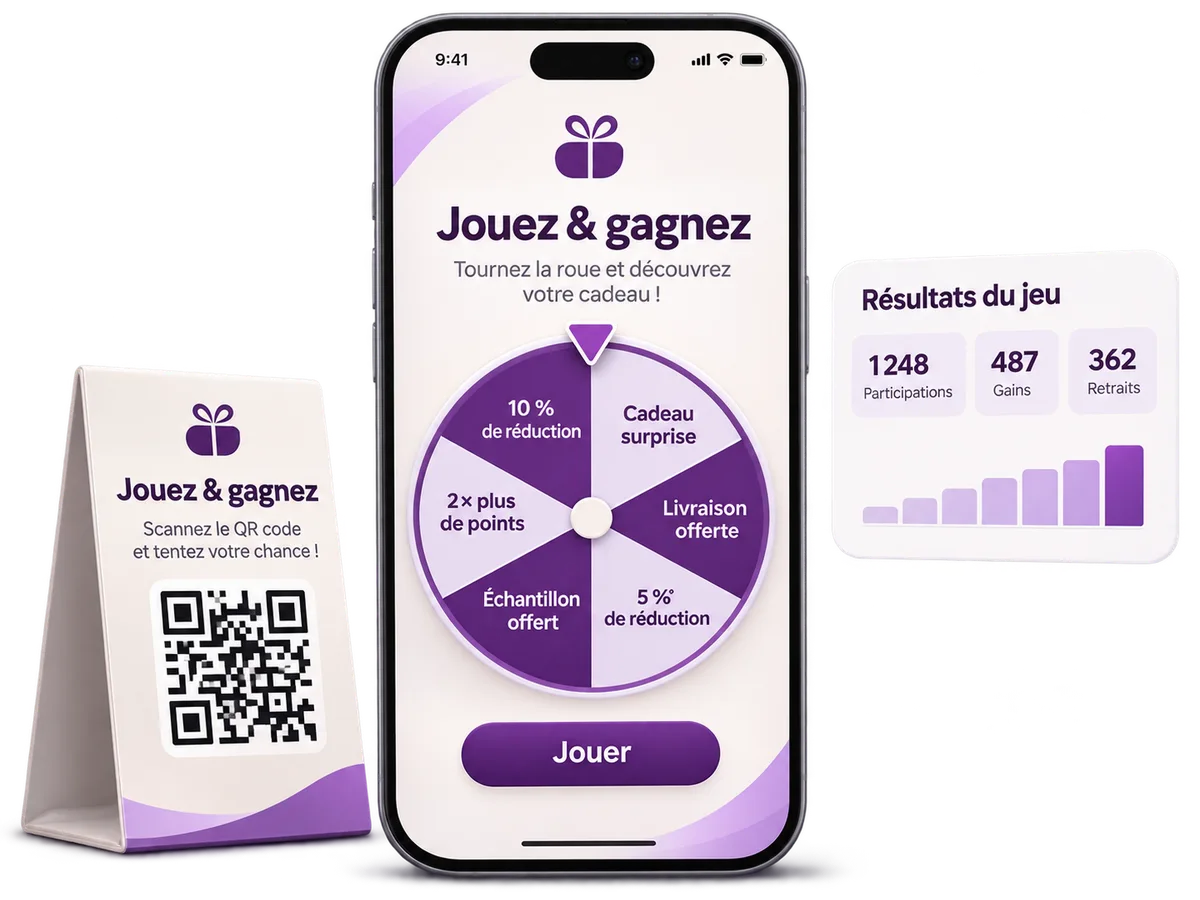 Jouez & gagnez
Scannez le QR code
et tentez votre chance !
9:41
Jouez & gagnez
Tournez la roue et découvrez
votre cadeau !
10 %
de réduction
Cadeau
surprise
2× plus
de points
Livraison
offerte
Échantillon
offert
5 %°
de réduction
Jouer
Résultats du jeu
1248
Participations
487
Gains
362
Retraits